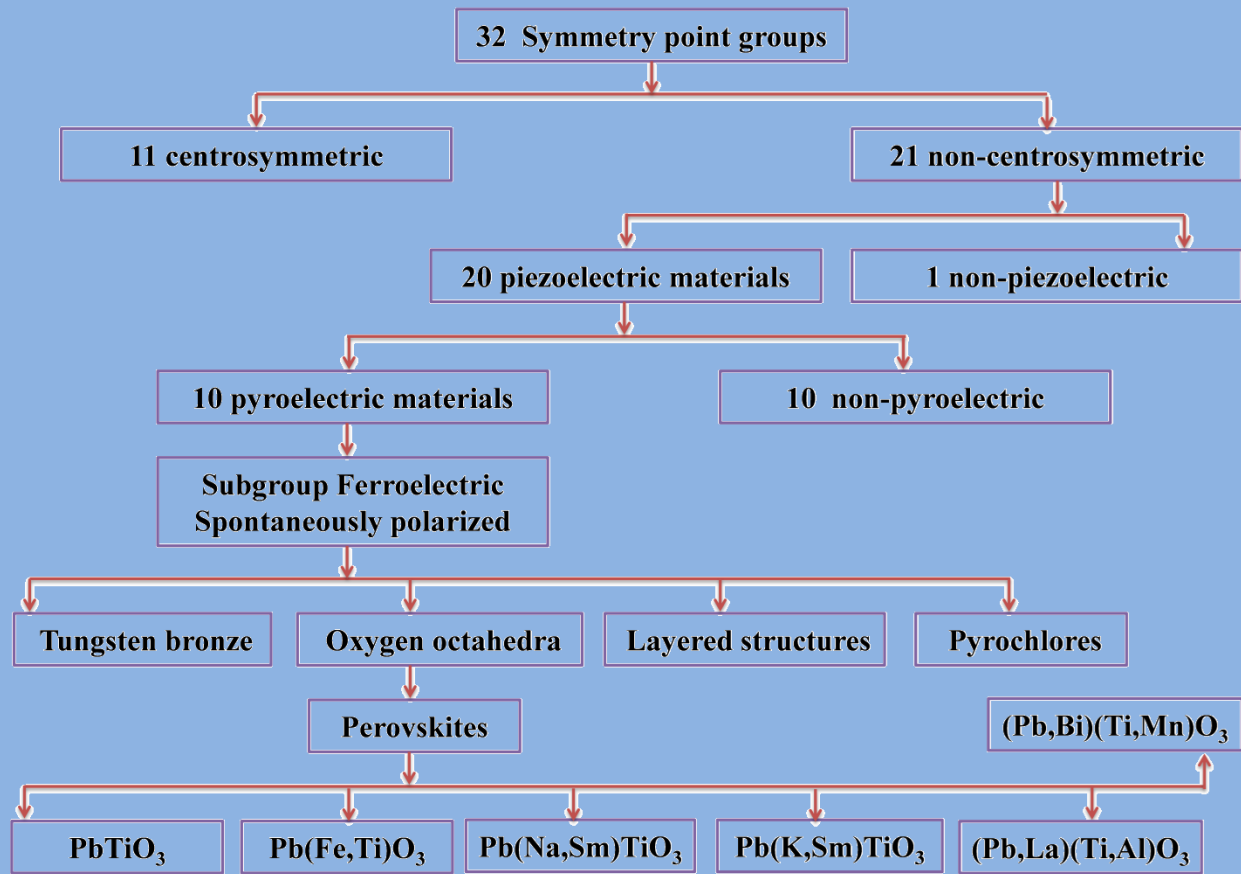 32  Symmetry point groups
11 centrosymmetric
21 non-centrosymmetric
20 piezoelectric materials
1 non-piezoelectric
10 pyroelectric materials
10  non-pyroelectric
Subgroup Ferroelectric
Spontaneously polarized
Tungsten bronze
Oxygen octahedra
Layered structures
Pyrochlores
Perovskites
(Pb,Bi)(Ti,Mn)O₃
PbTiO₃
Pb(Fe,Ti)O₃
Pb(Na,Sm)TiO₃
Pb(K,Sm)TiO₃
(Pb,La)(Ti,Al)O₃